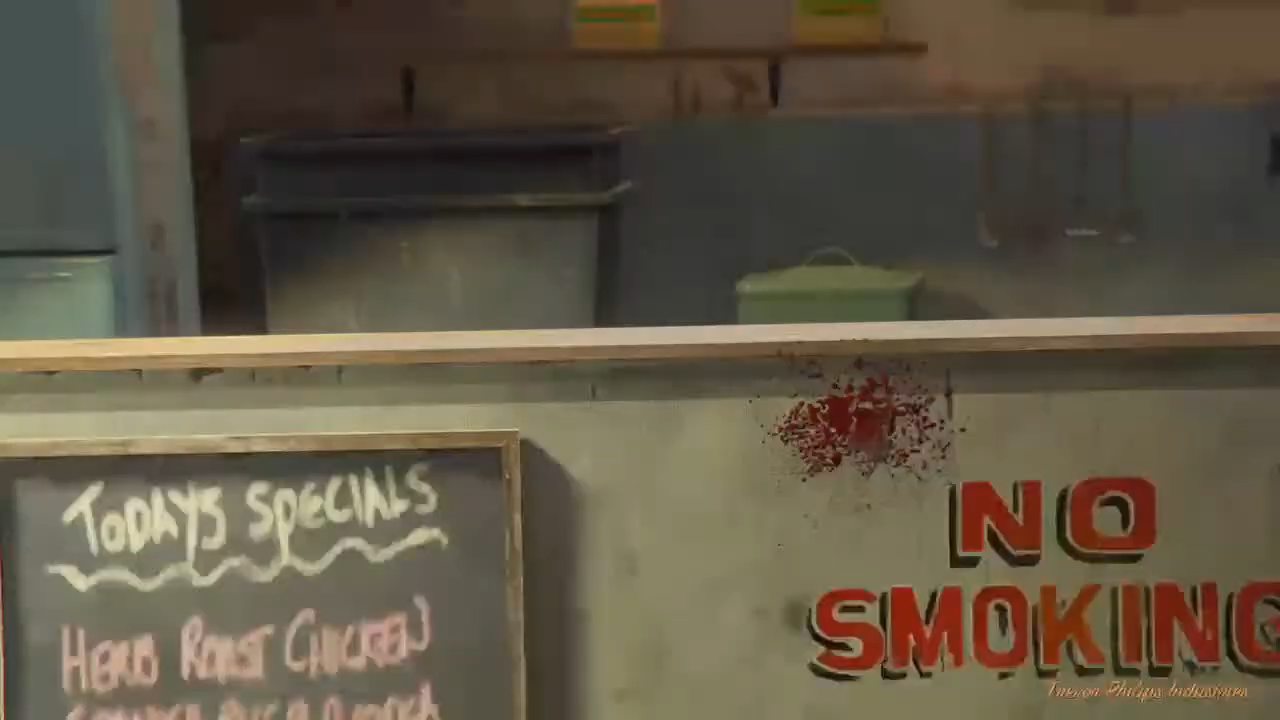 TODAYS SPECIALS
HERB ROAST CHICKEN
NO
SMOKING
Trevor Philips Industries